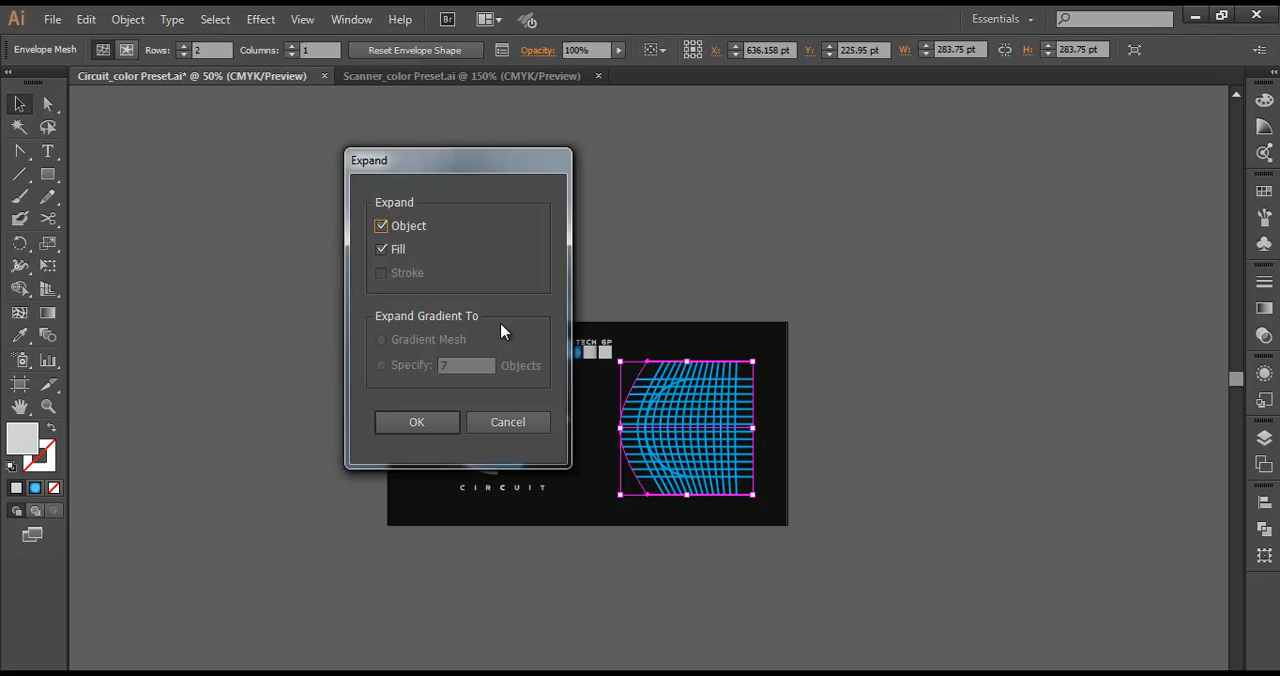 Ai File Edit Object Type Select Effect View Window Help Br Essentials
Envelope Mesh Rows: 2 Columns: 1 Reset Envelope Shape Opacity: 100% X: 636.158 pt Y: 225.95 pt W: 283.75 pt H: 283.75 pt
Circuit_color Preset.ai* @ 50% (CMYK/Preview) Scanner_color Preset.ai @ 150% (CMYK/Preview)
Expand
Expand
Object
Fill
Stroke
Expand Gradient To
Gradient Mesh
Specify: 7 Objects
OK Cancel
TECH GP
CIRCUIT